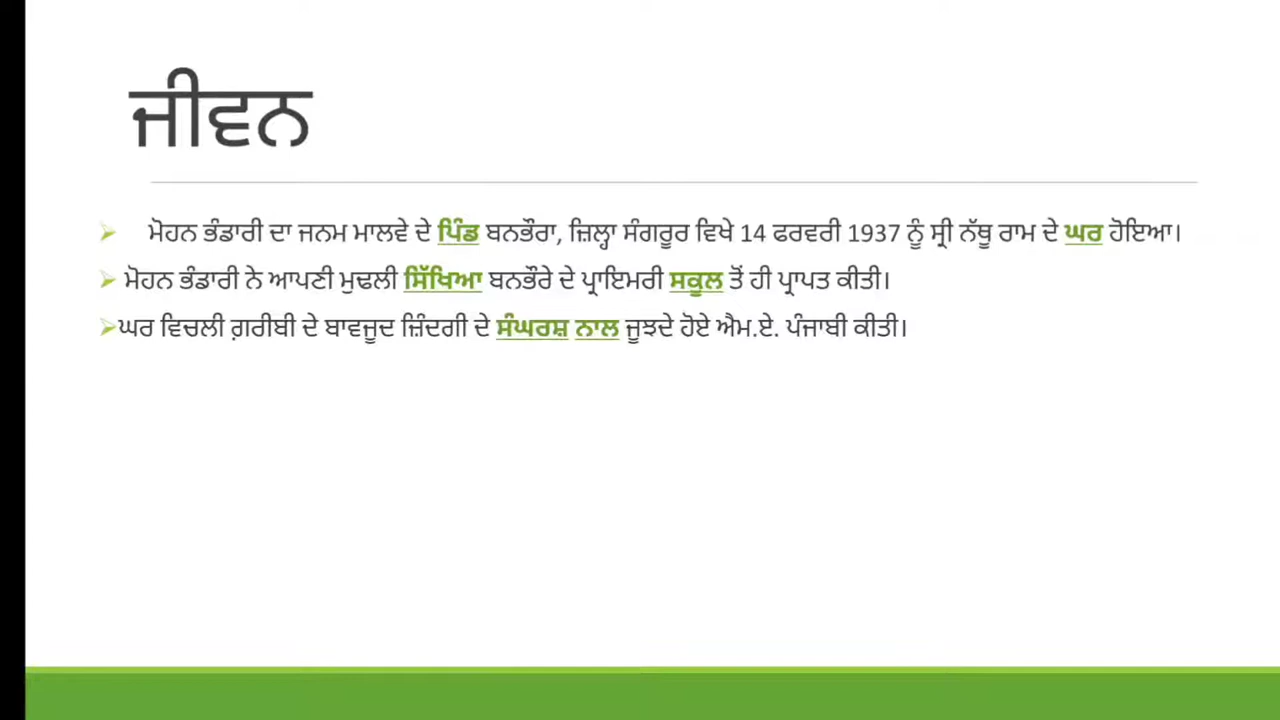 ਜੀਵਨ
ਮੋਹਨ ਭੰਡਾਰੀ ਦਾ ਜਨਮ ਮਾਲਵੇ ਦੇ ਪਿੰਡ ਬਨਭੌਰਾ, ਜ਼ਿਲ੍ਹਾ ਸੰਗਰੂਰ ਵਿਖੇ 14 ਫਰਵਰੀ 1937 ਨੂੰ ਸ੍ਰੀ ਨੱਥੂ ਰਾਮ ਦੇ ਘਰ ਹੋਇਆ।
ਮੋਹਨ ਭੰਡਾਰੀ ਨੇ ਆਪਣੀ ਮੁਢਲੀ ਸਿੱਖਿਆ ਬਨਭੌਰੇ ਦੇ ਪ੍ਰਾਇਮਰੀ ਸਕੂਲ ਤੋਂ ਹੀ ਪ੍ਰਾਪਤ ਕੀਤੀ।
ਘਰ ਵਿਚਲੀ ਗ਼ਰੀਬੀ ਦੇ ਬਾਵਜੂਦ ਜ਼ਿੰਦਗੀ ਦੇ ਸੰਘਰਸ਼ ਨਾਲ ਜੂਝਦੇ ਹੋਏ ਐਮ.ਏ. ਪੰਜਾਬੀ ਕੀਤੀ।